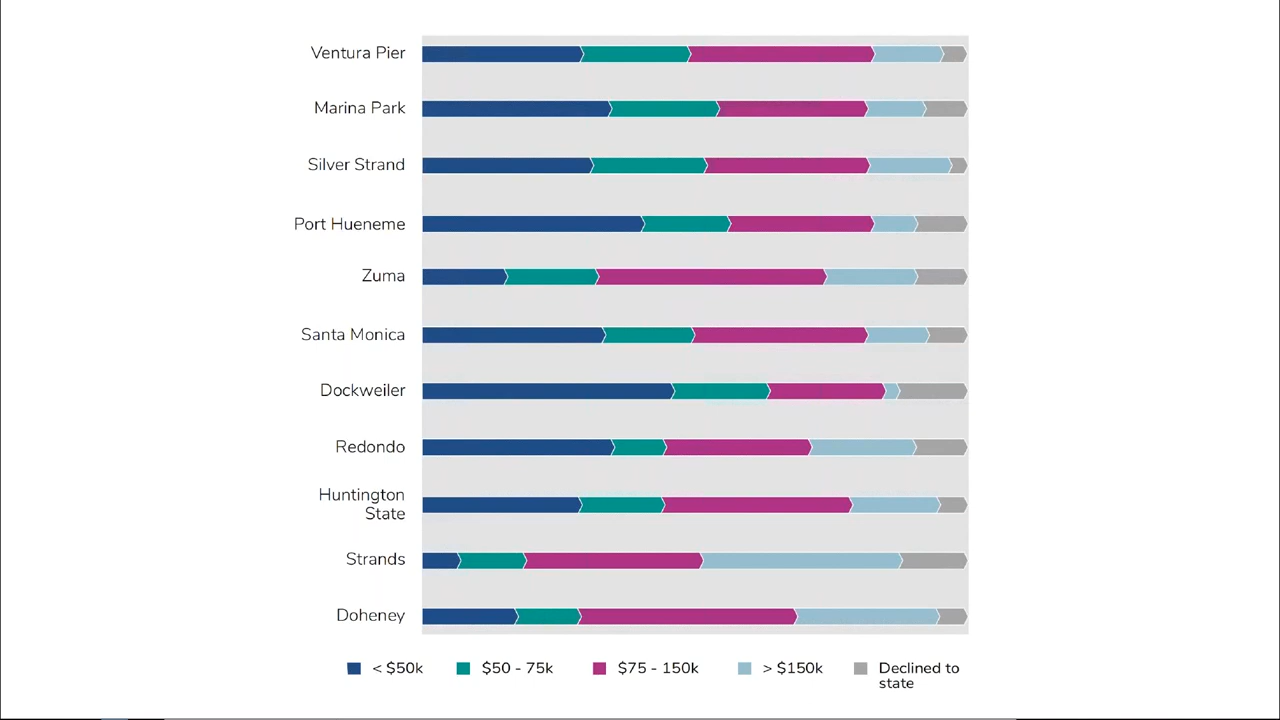 Ventura Pier
Marina Park
Silver Strand
Port Hueneme
Zuma
Santa Monica
Dockweiler
Redondo
Huntington
State
Strands
Doheney
< $50k
$50 - 75k
$75 - 150k
> $150k
Declined to
state